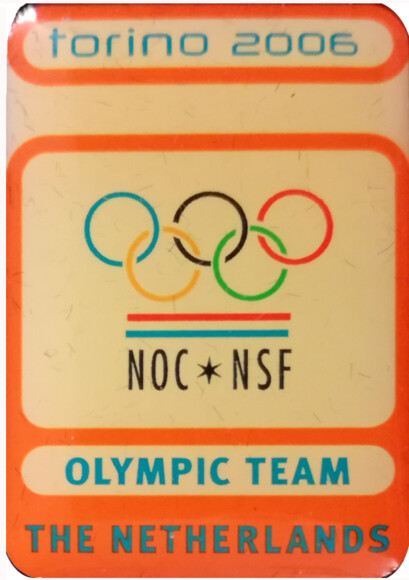 torino 2006
NOC✶NSF
OLYMPIC TEAM
THE NETHERLANDS